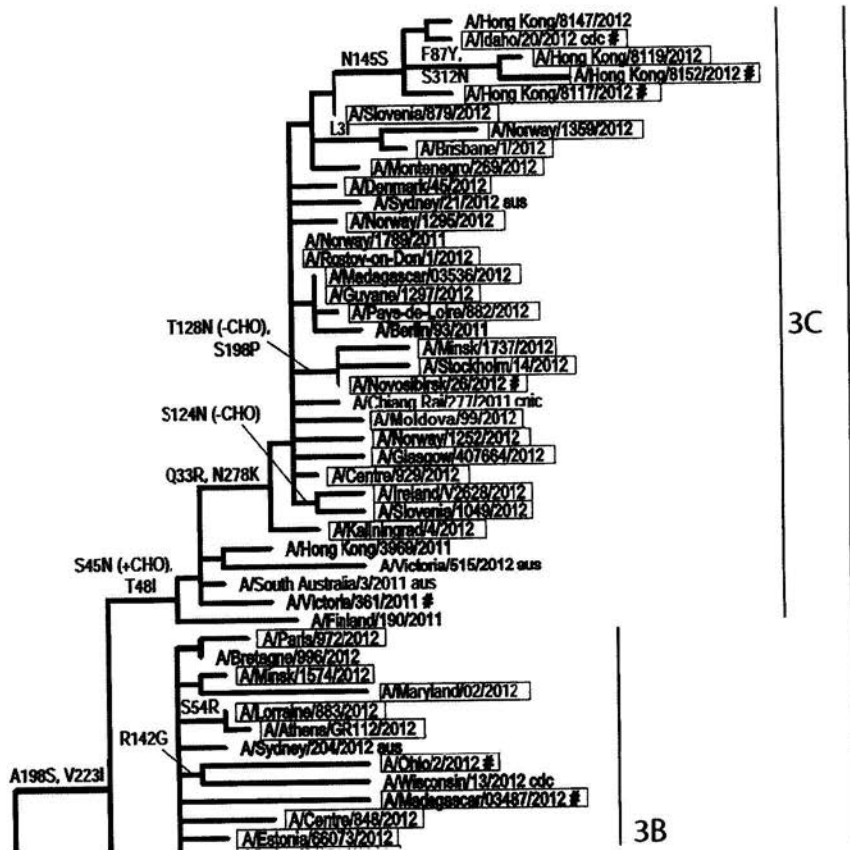 A/Hong Kong/8147/2012
A/Idaho/20/2012 cdc #
N145S
F87Y,
A/Hong Kong/8119/2012
S312N
A/Hong Kong/8152/2012 #
A/Hong Kong/8117/2012 #
A/Slovenia/879/2012
L3I
A/Norway/1359/2012
A/Brisbane/1/2012
A/Montenegro/269/2012
A/Denmark/45/2012
A/Sydney/21/2012 aus
A/Norway/1295/2012
A/Norway/1789/2011
A/Rostov-on-Don/1/2012
A/Madagascar/03536/2012
A/Guyane/1297/2012
A/Pays-de-Loire/882/2012
3C
T128N (-CHO),
A/Berlin/93/2011
S198P
A/Minsk/1737/2012
A/Stockholm/14/2012
A/Novosibirsk/26/2012 #
A/Chiang Rai/277/2011 cnic
S124N (-CHO)
A/Moldova/99/2012
A/Norway/1252/2012
A/Glasgow/407664/2012
Q33R, N278K
A/Centre/929/2012
A/Ireland/V2628/2012
A/Slovenia/1049/2012
A/Kaliningrad/4/2012
A/Hong Kong/3969/2011
S45N (+CHO),
A/Victoria/515/2012 aus
T48I
A/South Australia/3/2011 aus
A/Victoria/361/2011 #
A/Finland/190/2011
A/Paris/972/2012
A/Bretagne/996/2012
A/Minsk/1574/2012
A/Maryland/02/2012
S54R
A/Lorraine/883/2012
A/Athens/GR112/2012
R142G
A/Sydney/204/2012 aus
A/Ohio/2/2012 #
A198S, V223I
A/Wisconsin/13/2012 cdc
A/Madagascar/03487/2012 #
A/Centre/848/2012
3B
A/Estonia/66073/2012